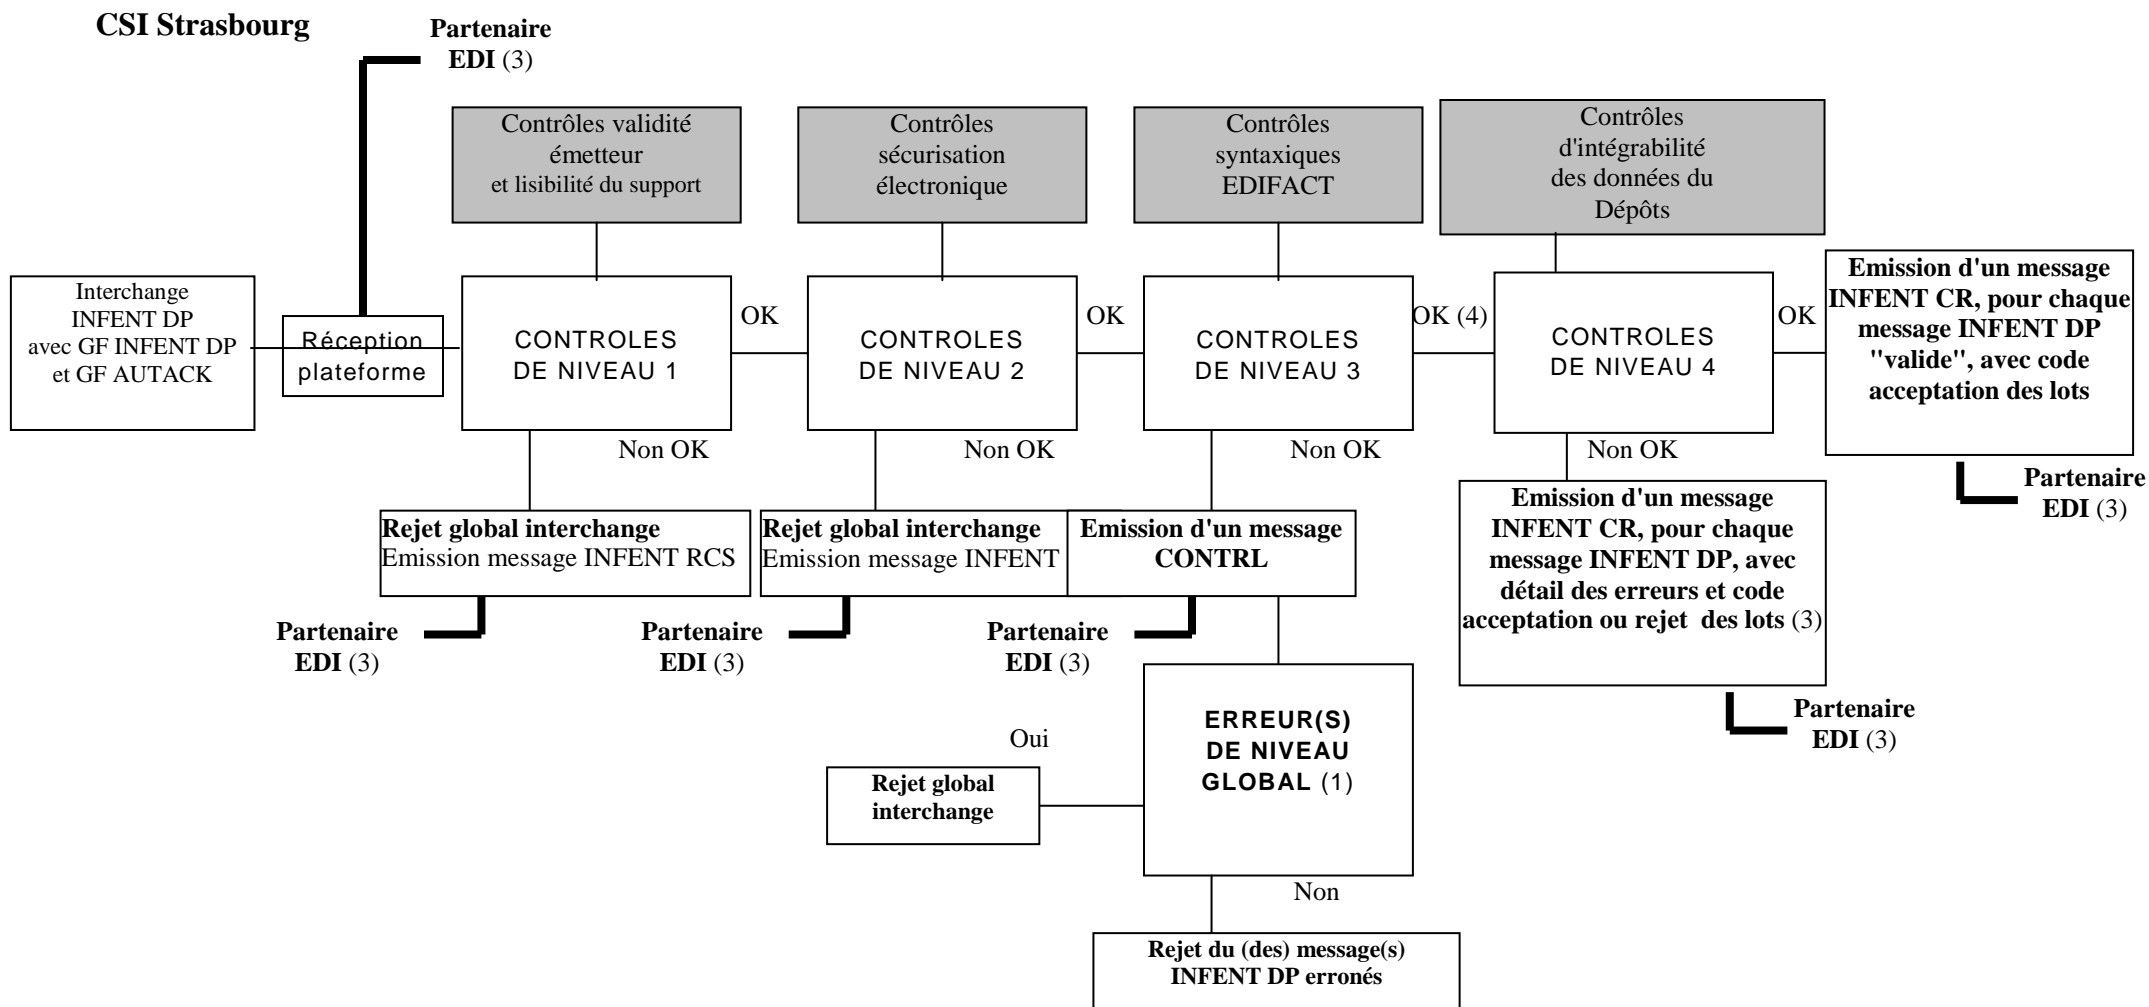 CSI Strasbourg
Partenaire
EDI (3)
Contrôles validité
émetteur
et lisibilité du support
Contrôles
sécurisation
électronique
Contrôles
syntaxiques
EDIFACT
Contrôles
d'intégrabilité
des données du
Dépôts
Interchange
INFENT DP
avec GF INFENT DP
et GF AUTACK
Réception
plateforme
CONTROLES
DE NIVEAU 1
OK
CONTROLES
DE NIVEAU 2
OK
CONTROLES
DE NIVEAU 3
OK (4)
CONTROLES
DE NIVEAU 4
OK
Emission d'un message
INFENT CR, pour chaque
message INFENT DP
"valide", avec code
acceptation des lots
Partenaire
EDI (3)
Non OK
Non OK
Non OK
Non OK
Rejet global interchange
Emission message INFENT RCS
Partenaire
EDI (3)
Rejet global interchange
Emission message INFENT
Partenaire
EDI (3)
Emission d'un message
CONTRL
Partenaire
EDI (3)
Emission d'un message
INFENT CR, pour chaque
message INFENT DP, avec
détail des erreurs et code
acceptation ou rejet des lots (3)
Partenaire
EDI (3)
ERREUR(S)
DE NIVEAU
GLOBAL (1)
Oui
Rejet global
interchange
Non
Rejet du (des) message(s)
INFENT DP erronés